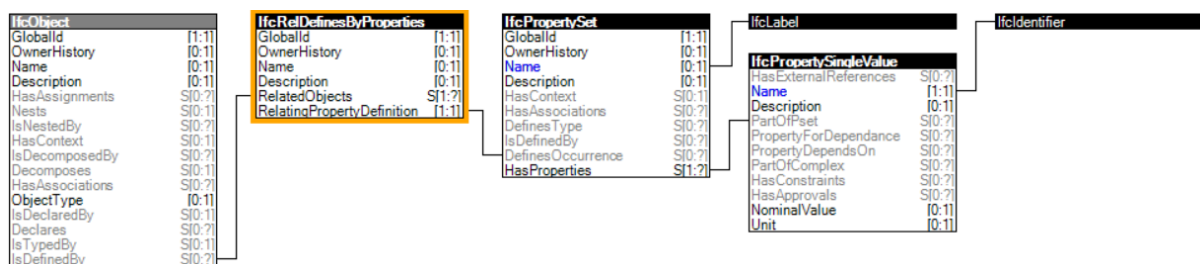 IfcObject
GlobalId [1:1]
OwnerHistory [0:1]
Name [0:1]
Description [0:1]
HasAssignments S[0:?]
Nests S[0:1]
IsNestedBy S[0:?]
HasContext S[0:1]
IsDecomposedBy S[0:?]
Decomposes S[0:1]
HasAssociations S[0:?]
ObjectType [0:1]
IsDeclaredBy S[0:1]
Declares S[0:?]
IsTypedBy S[0:1]
IsDefinedBy S[0:?]
IfcRelDefinesByProperties
GlobalId [1:1]
OwnerHistory [0:1]
Name [0:1]
Description [0:1]
RelatedObjects S[1:?]
RelatingPropertyDefinition [1:1]
IfcPropertySet
GlobalId [1:1]
OwnerHistory [0:1]
Name [0:1]
Description [0:1]
HasContext S[0:1]
HasAssociations S[0:?]
DefinesType S[0:?]
IsDefinedBy S[0:?]
DefinesOccurrence S[0:?]
HasProperties S[1:?]
IfcLabel
IfcPropertySingleValue
HasExternalReferences S[0:?]
Name [1:1]
Description [0:1]
PartOfPset S[0:?]
PropertyForDependance S[0:?]
PropertyDependsOn S[0:?]
PartOfComplex S[0:?]
HasConstraints S[0:?]
HasApprovals S[0:?]
NominalValue [0:1]
Unit [0:1]
IfcIdentifier